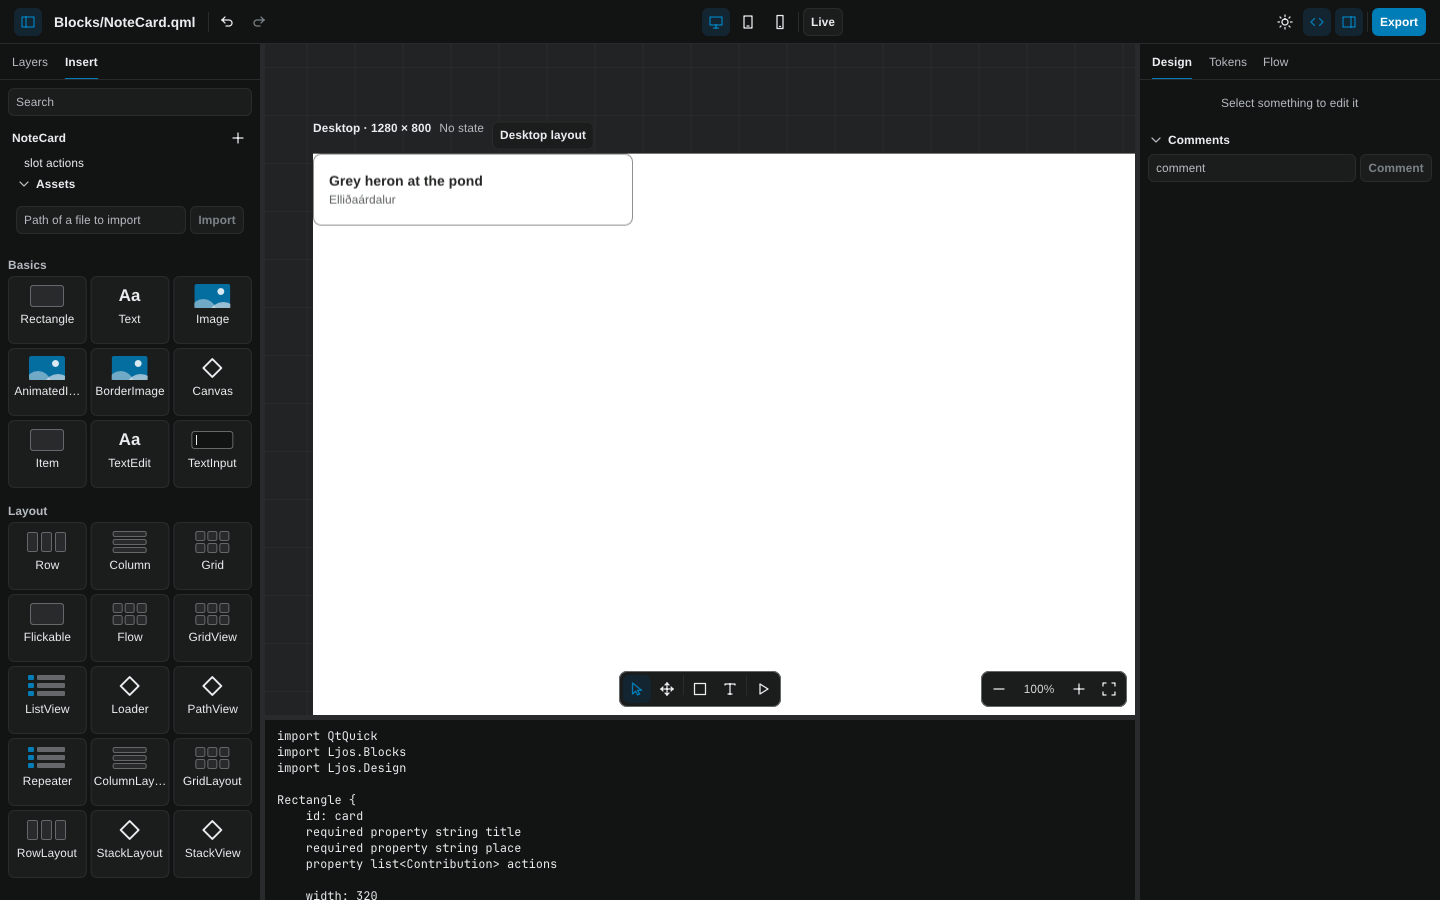 Blocks/NoteCard.qml
Live
Export
Layers
Insert
Design
Tokens
Flow
Search
Select something to edit it
Desktop · 1280 × 800
No state
Desktop layout
NoteCard
slot actions
Assets
Comments
comment
Comment
Path of a file to import
Import
Grey heron at the pond
Elliðaárdalur
Basics
Rectangle
Aa
Text
Image
AnimatedI...
BorderImage
Canvas
Item
Aa
TextEdit
TextInput
Layout
Row
Column
Grid
Flickable
Flow
GridView
ListView
Loader
PathView
Repeater
ColumnLay...
GridLayout
RowLayout
StackLayout
StackView
100%
import QtQuick
import Ljos.Blocks
import Ljos.Design
Rectangle {
id: card
required property string title
required property string place
property list<Contribution> actions
width: 320